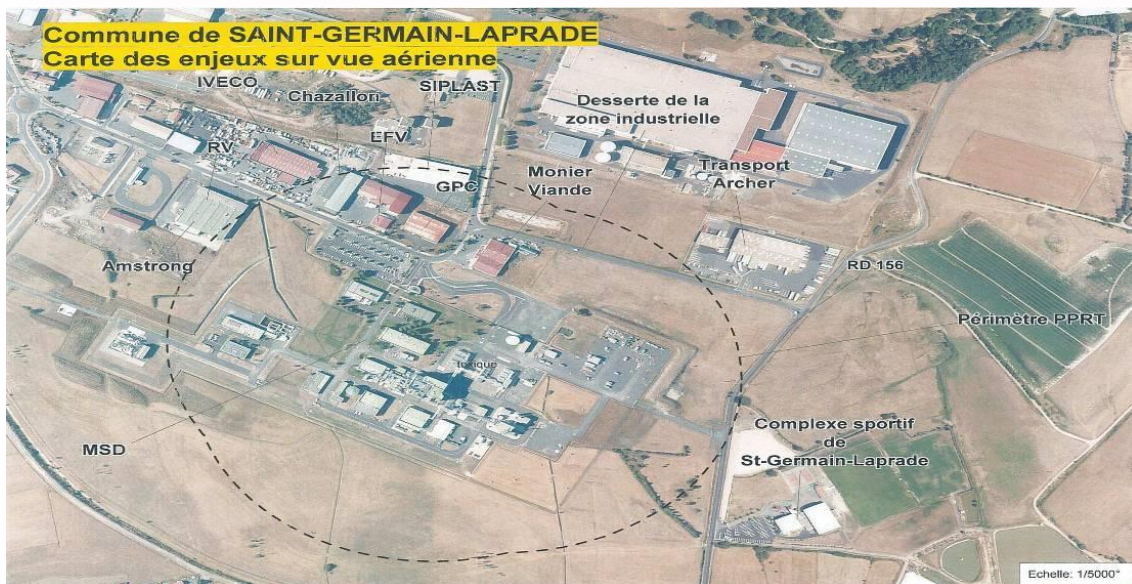 Commune de SAINT-GERMAIN-LAPRADE
Carte des enjeux sur vue aérienne
IVECO
Chazallon
SIPLAST
Desserte de la
zone industrielle
EFV
RV
Monier
Viande
Transport
Archer
GPC
Amstrong
RD 156
Périmètre PPRT
toxique
Complexe sportif
de
St-Germain-Laprade
MSD
Echelle: 1/5000°